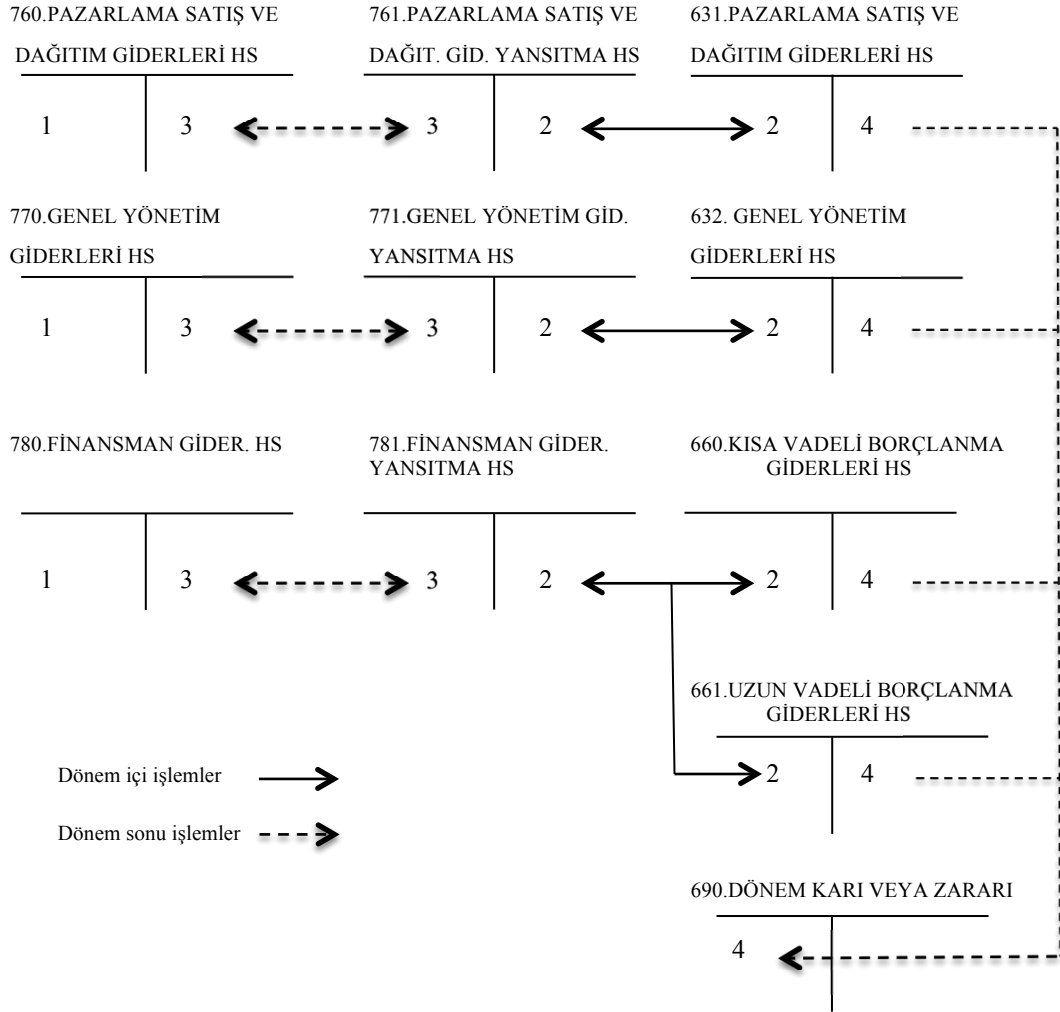 760.PAZARLAMA SATIŞ VE
DAĞITIM GİDERLERİ HS
761.PAZARLAMA SATIŞ VE
DAĞIT. GİD. YANSITMA HS
631.PAZARLAMA SATIŞ VE
DAĞITIM GİDERLERİ HS
1 3 3 2 2 4
770.GENEL YÖNETİM
GİDERLERİ HS
771.GENEL YÖNETİM GİD.
YANSITMA HS
632. GENEL YÖNETİM
GİDERLERİ HS
1 3 3 2 2 4
780.FİNANSMAN GİDER. HS
781.FİNANSMAN GİDER.
YANSITMA HS
660.KISA VADELİ BORÇLANMA
GİDERLERİ HS
1 3 3 2 2 4
661.UZUN VADELİ BORÇLANMA
GİDERLERİ HS
2 4
Dönem içi işlemler
Dönem sonu işlemler
690.DÖNEM KARI VEYA ZARARI
4